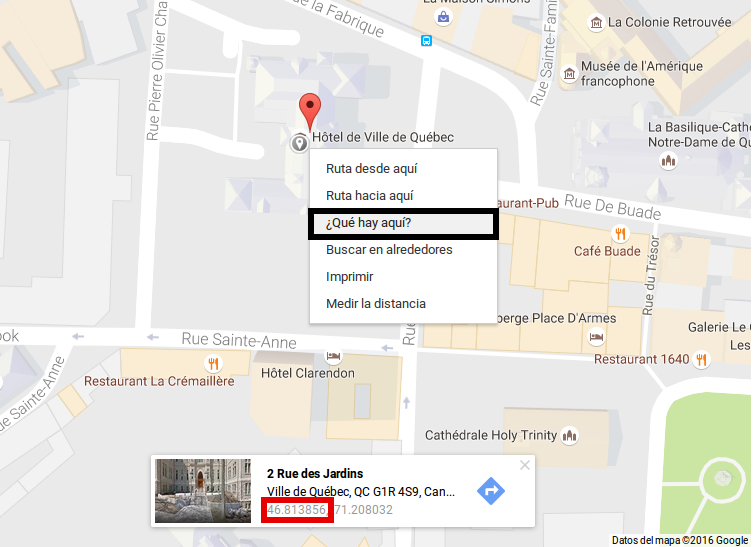 de la Fabrique
La Maison Simons
La Colonie Retrouvée
Rue Pierre Olivier Cha
Rue Sainte-Fami
Musée de l'Amérique
francophone
Hôtel de Ville de Québec
La Basilique-Cath
Notre-Dame de Qu
Ruta desde aquí
Ruta hacia aquí
¿Qué hay aquí?
Buscar en alrededores
Imprimir
Medir la distancia
staurant-Pub
Rue De Buade
Café Buade
Rue du Trésor
berge Place D'Armes
Galerie Le C
Les
ook
Rue Sainte-Anne
Rue
Restaurant 1640
Hôtel Clarendon
Restaurant La Crémaillère
e Sainte-Anne
Cathédrale Holy Trinity
2 Rue des Jardins
Ville de Québec, QC G1R 4S9, Can...
46.813856, 71.208032
Datos del mapa ©2016 Google